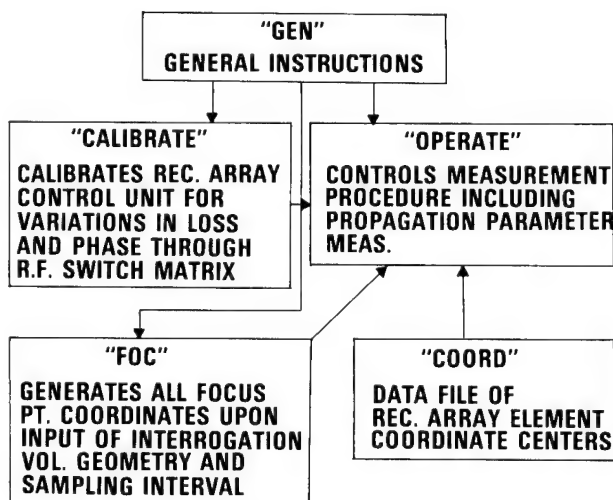 "GEN"
GENERAL INSTRUCTIONS
"CALIBRATE"
CALIBRATES REC. ARRAY
CONTROL UNIT FOR
VARIATIONS IN LOSS
AND PHASE THROUGH
R.F. SWITCH MATRIX
"OPERATE"
CONTROLS MEASUREMENT
PROCEDURE INCLUDING
PROPAGATION PARAMETER
MEAS.
"FOC"
GENERATES ALL FOCUS
PT. COORDINATES UPON
INPUT OF INTERROGATION
VOL. GEOMETRY AND
SAMPLING INTERVAL
"COORD"
DATA FILE OF
REC. ARRAY ELEMENT
COORDINATE CENTERS